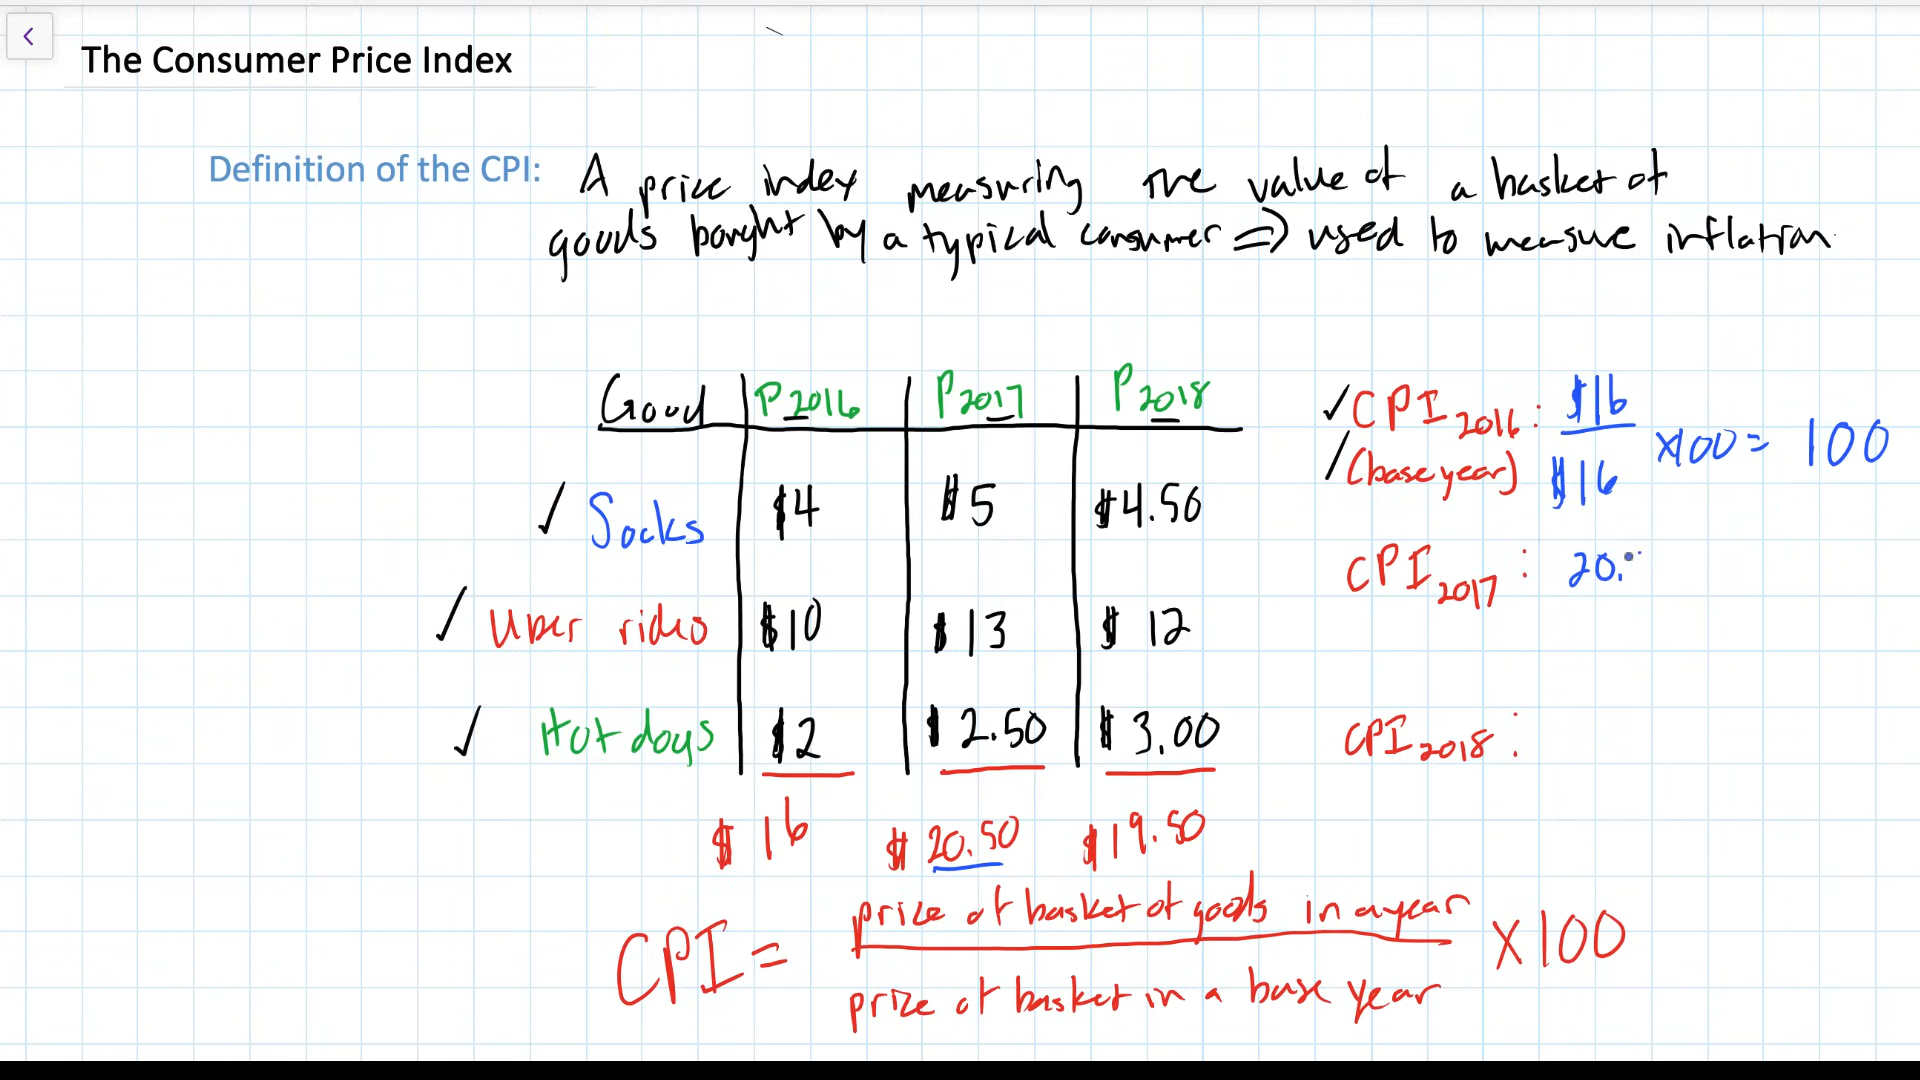 The Consumer Price Index
Definition of the CPI: A price index measuring the value of a basket of
goods bought by a typical consumer => used to measure inflation.
Good P2016 P2017 P2018
✓ Socks $4 $5 $4.50
✓ Uber rides $10 $13 $12
✓ Hot dogs $2 $2.50 $3.00
$16 $20.50 $19.50
CPI = price of basket of goods in a year
price of basket in a base year
X100
✓ CPI2016: $16
/ (base year) $16
x100 = 100
CPI2017 : 20.
CPI2018 :